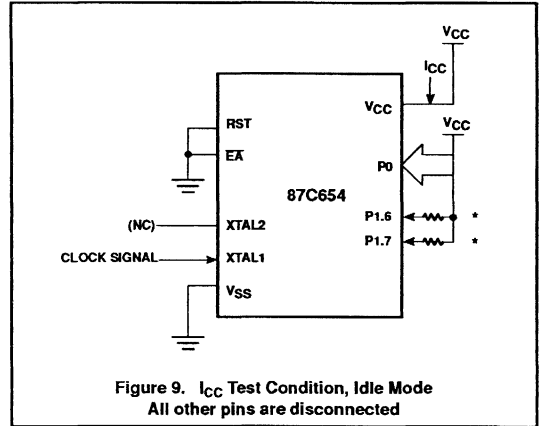 VCC
ICC
VCC
VCC
RST
EA
P0
87C654
P1.6 *
(NC) XTAL2
P1.7 *
CLOCK SIGNAL XTAL1
VSS
Figure 9. ICC Test Condition, Idle Mode
All other pins are disconnected